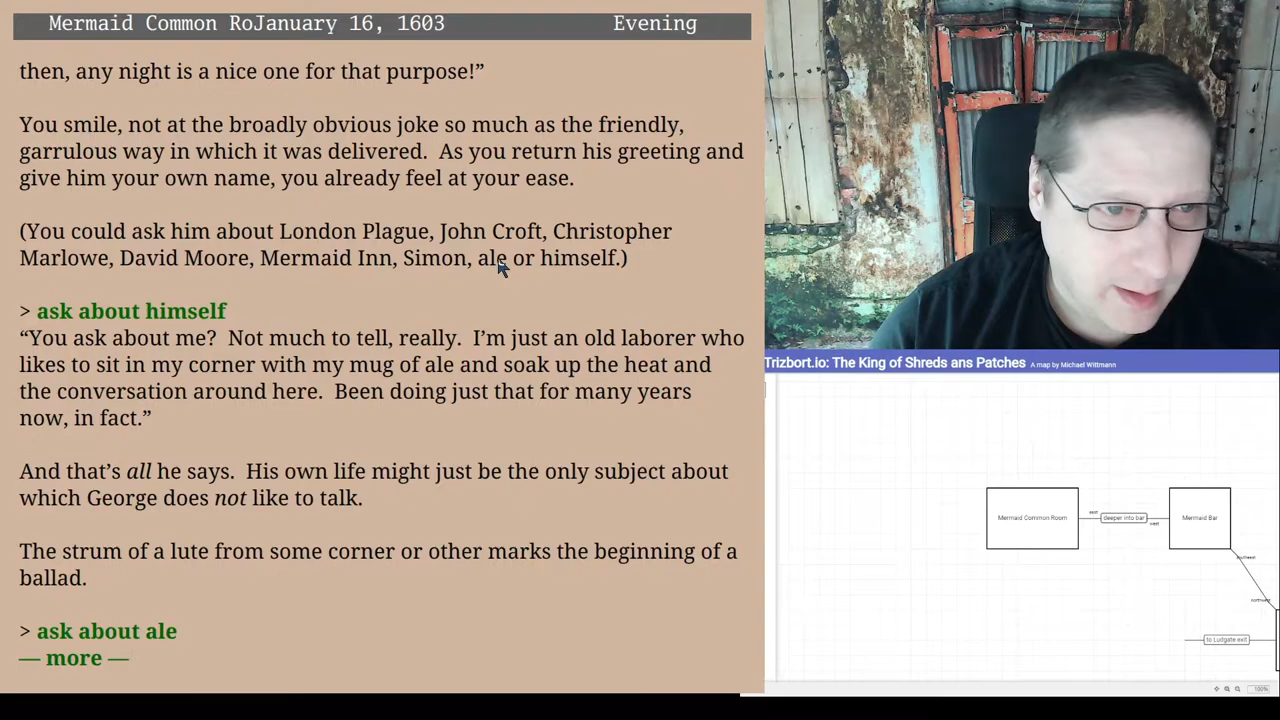 Mermaid Common RoJanuary 16, 1603 Evening
then, any night is a nice one for that purpose!”
You smile, not at the broadly obvious joke so much as the friendly,
garrulous way in which it was delivered. As you return his greeting and
give him your own name, you already feel at your ease.
(You could ask him about London Plague, John Croft, Christopher
Marlowe, David Moore, Mermaid Inn, Simon, ale or himself.)
> ask about himself
“You ask about me? Not much to tell, really. I’m just an old laborer who
likes to sit in my corner with my mug of ale and soak up the heat and
the conversation around here. Been doing just that for many years
now, in fact.”
And that’s all he says. His own life might just be the only subject about
which George does not like to talk.
The strum of a lute from some corner or other marks the beginning of a
ballad.
> ask about ale
— more —
Trizbort.io: The King of Shreds ans Patches A map by Michael Wittmann
Mermaid Common Room
east
deeper into bar
west
Mermaid Bar
southeast
northwest
to Ludgate exit
100%